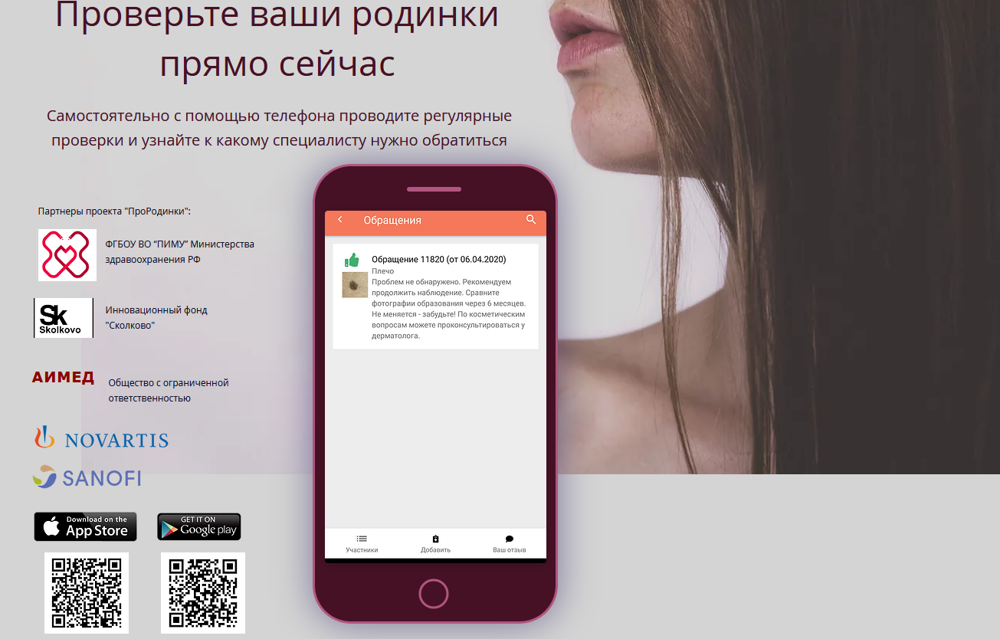 Проверьте ваши родинки
прямо сейчас
Самостоятельно с помощью телефона проводите регулярные
проверки и узнайте к какому специалисту нужно обратиться
Партнеры проекта "ПроРодинки":
ФГБОУ ВО “ПИМУ” Министерства
здравоохранения РФ
Sk
Skolkovo
Инновационный фонд
"Сколково"
АИМЕД
Общество с ограниченной
ответственностью
NOVARTIS
SANOFI
Download on the
App Store
GET IT ON
Google play
Обращения
Обращение 11820 (от 06.04.2020)
Плечо
Проблем не обнаружено. Рекомендуем
продолжить наблюдение. Сравните
фотографии образования через 6 месяцев.
Не меняется - забудьте! По косметическим
вопросам можете проконсультироваться у
дерматолога.
Участники
Добавить
Ваш отзыв